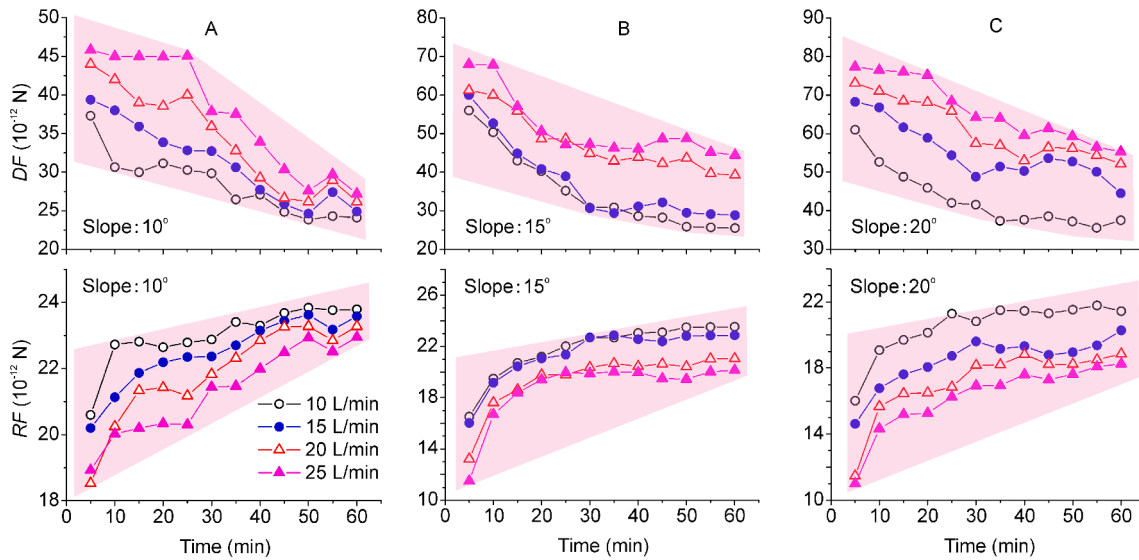 A
B
C
DF (10⁻¹² N)
50
45
40
35
30
25
20
Slope: 10°
80
70
60
50
40
30
20
Slope: 15°
90
80
70
60
50
40
30
Slope: 20°
RF (10⁻¹² N)
24
22
20
18
Slope: 10°
10 L/min
15 L/min
20 L/min
25 L/min
0 10 20 30 40 50 60
Time (min)
26
22
18
14
10
Slope: 15°
0 10 20 30 40 50 60
Time (min)
22
18
14
10
Slope: 20°
0 10 20 30 40 50 60
Time (min)